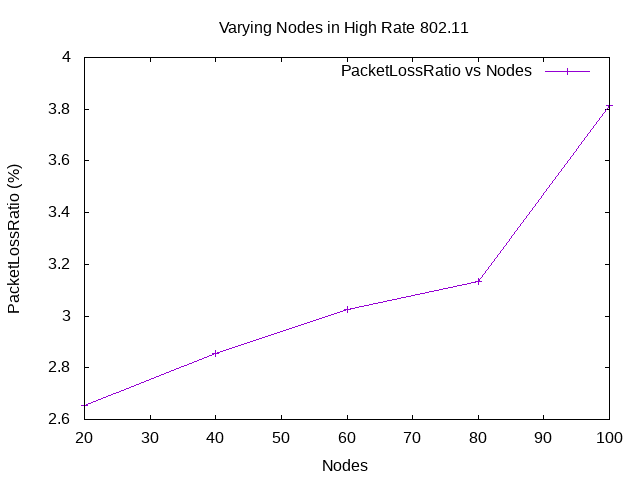 Varying Nodes in High Rate 802.11
PacketLossRatio vs Nodes
PacketLossRatio (%)
4
3.8
3.6
3.4
3.2
3
2.8
2.6
20 30 40 50 60 70 80 90 100
Nodes